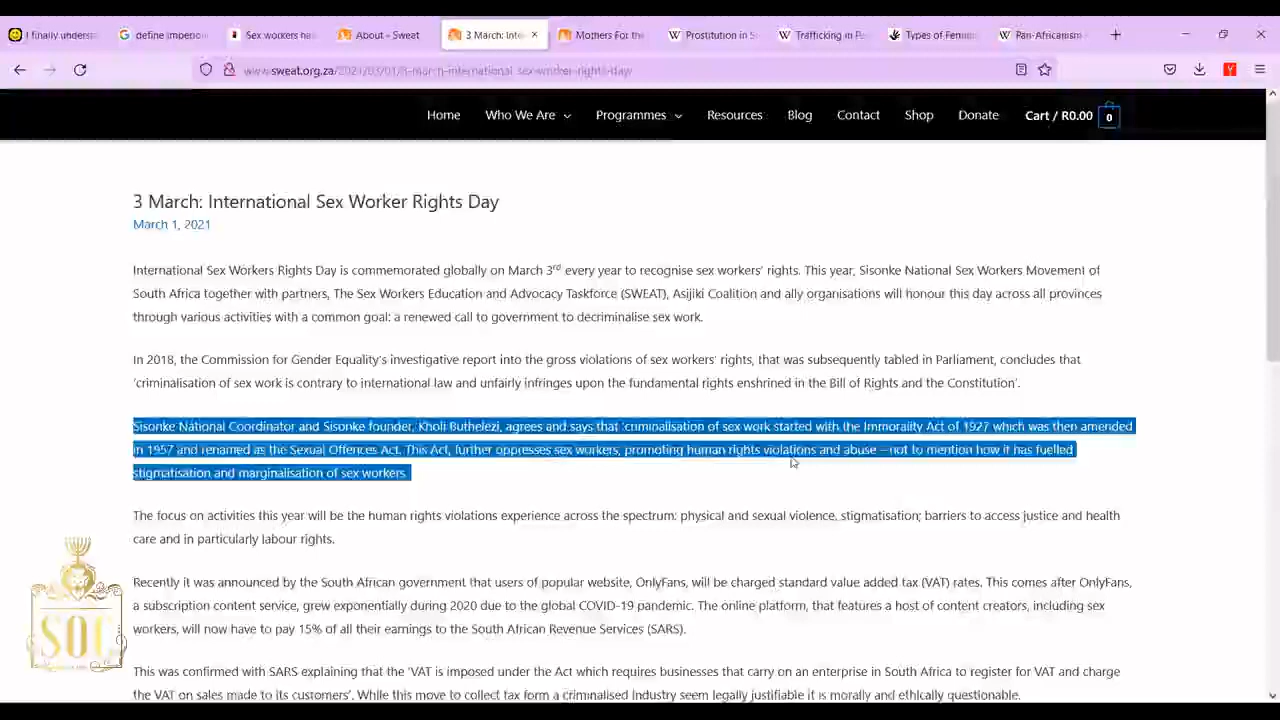 I finally underst
define imperio
Sex workers ha
About – Sweat
3 March: Inte
Mothers For the
Prostitution in S
Trafficking in Pe
Types of Femin
Pan-Africanism
www.sweat.org.za/2021/03/01/3-march-international-sex-worker-rights-day
Home Who We Are Programmes Resources Blog Contact Shop Donate Cart / R0.00 0
3 March: International Sex Worker Rights Day
March 1, 2021
International Sex Workers Rights Day is commemorated globally on March 3rd every year to recognise sex workers' rights. This year, Sisonke National Sex Workers Movement of
South Africa together with partners, The Sex Workers Education and Advocacy Taskforce (SWEAT), Asijiki Coalition and ally organisations will honour this day across all provinces
through various activities with a common goal: a renewed call to government to decriminalise sex work.
In 2018, the Commission for Gender Equality's investigative report into the gross violations of sex workers' rights, that was subsequently tabled in Parliament, concludes that
'criminalisation of sex work is contrary to international law and unfairly infringes upon the fundamental rights enshrined in the Bill of Rights and the Constitution'.
Sisonke National Coordinator and Sisonke founder, Kholi Buthelezi, agrees and says that 'criminalisation of sex work started with the Immorality Act of 1927 which was then amended
in 1957 and renamed as the Sexual Offences Act. This Act, further oppresses sex workers, promoting human rights violations and abuse – not to mention how it has fuelled
stigmatisation and marginalisation of sex workers.
The focus on activities this year will be the human rights violations experience across the spectrum: physical and sexual violence, stigmatisation; barriers to access justice and health
care and in particularly labour rights.
Recently it was announced by the South African government that users of popular website, OnlyFans, will be charged standard value added tax (VAT) rates. This comes after OnlyFans,
a subscription content service, grew exponentially during 2020 due to the global COVID-19 pandemic. The online platform, that features a host of content creators, including sex
workers, will now have to pay 15% of all their earnings to the South African Revenue Services (SARS).
This was confirmed with SARS explaining that the 'VAT is imposed under the Act which requires businesses that carry on an enterprise in South Africa to register for VAT and charge
the VAT on sales made to its customers'. While this move to collect tax form a criminalised industry seem legally justifiable it is morally and ethically questionable.
SOC